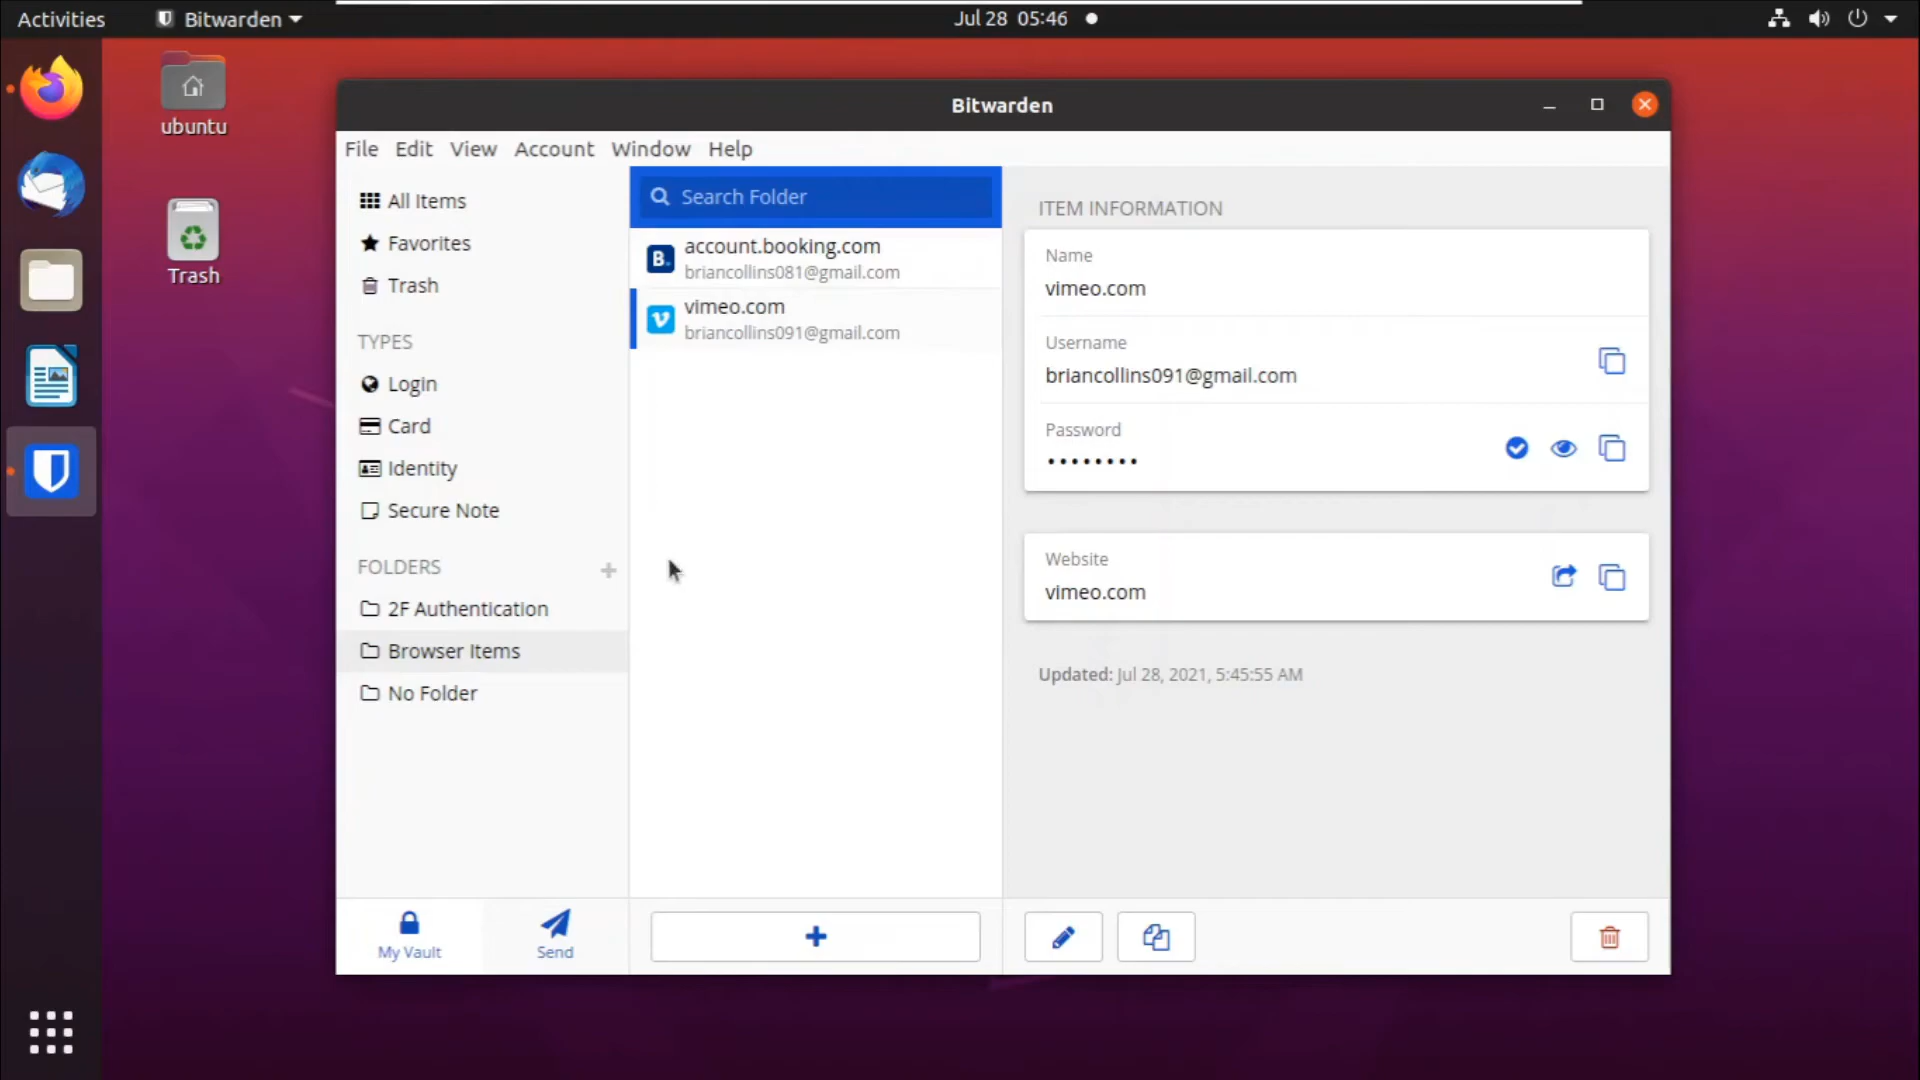 Activities
Bitwarden
Jul 28 05:46
ubuntu
Trash
Bitwarden
File Edit View Account Window Help
All Items
Favorites
Trash
TYPES
Login
Card
Identity
Secure Note
FOLDERS
2F Authentication
Browser Items
No Folder
My Vault
Send
Search Folder
B.
account.booking.com
briancollins081@gmail.com
vimeo.com
briancollins091@gmail.com
ITEM INFORMATION
Name
vimeo.com
Username
briancollins091@gmail.com
Password
••••••••
Website
vimeo.com
Updated: Jul 28, 2021, 5:45:55 AM